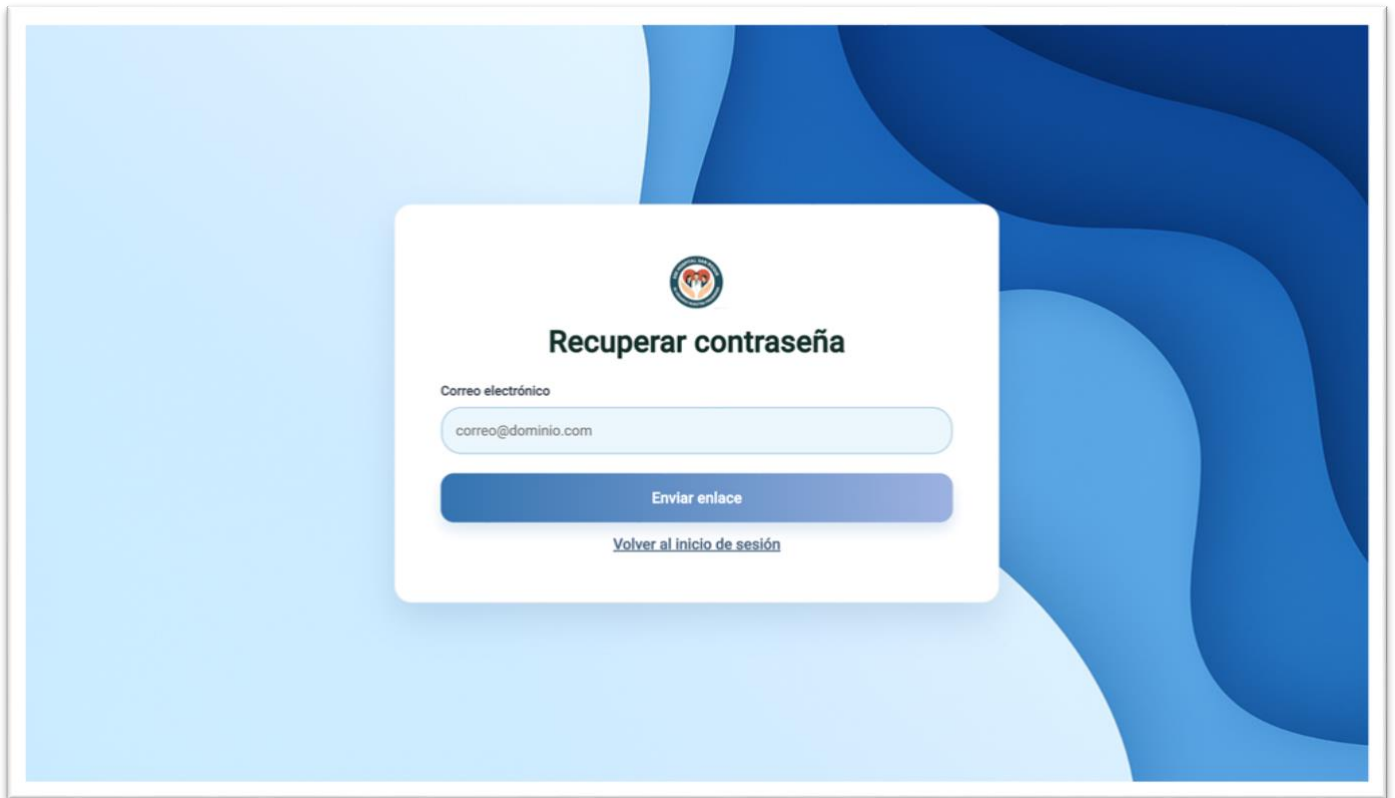 Recuperar contraseña
Correo electrónico
correo@dominio.com
Enviar enlace
Volver al inicio de sesión